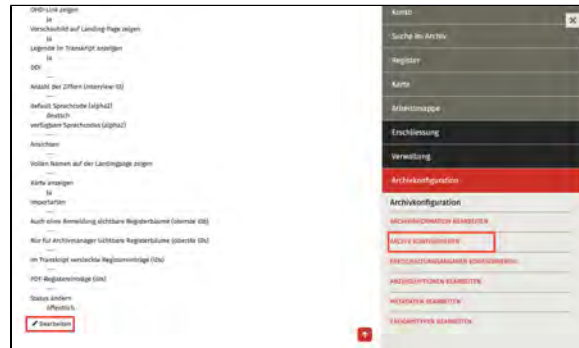 OHD-Link zeigen
Ja
Vorschaubild auf Landing-Page zeigen
Ja
Legende im Transkript anzeigen
Ja
DOI
---
Anzahl der Ziffern (Interview-ID)
---
default Sprachcode (alpha2)
deutsch
verfügbare Sprachcodes (alpha2)
---
Ansichten
---
Vollen Namen auf der Landingpage zeigen
---
Karte anzeigen
Ja
Importarten
---
Auch ohne Anmeldung sichtbare Registerbäume (oberste IDs)
---
Nur für Archivmanager sichtbare Registerbäume (oberste IDs)
---
Im Transkript versteckte Registereinträge (IDs)
---
PDF-Registereinträge (IDs)
---
Status ändern
öffentlich
Bearbeiten
Konto
Suche im Archiv
Register
Karte
Arbeitsmappe
Erschliessung
Verwaltung
Archivkonfiguration
Archivkonfiguration
ARCHIVINFORMATION BEARBEITEN
ARCHIV KONFIGURIEREN
ANZEIGEOPTIONEN BEARBEITEN
METADATEN BEARBEITEN
EREIGNISTYPEN BEARBEITEN